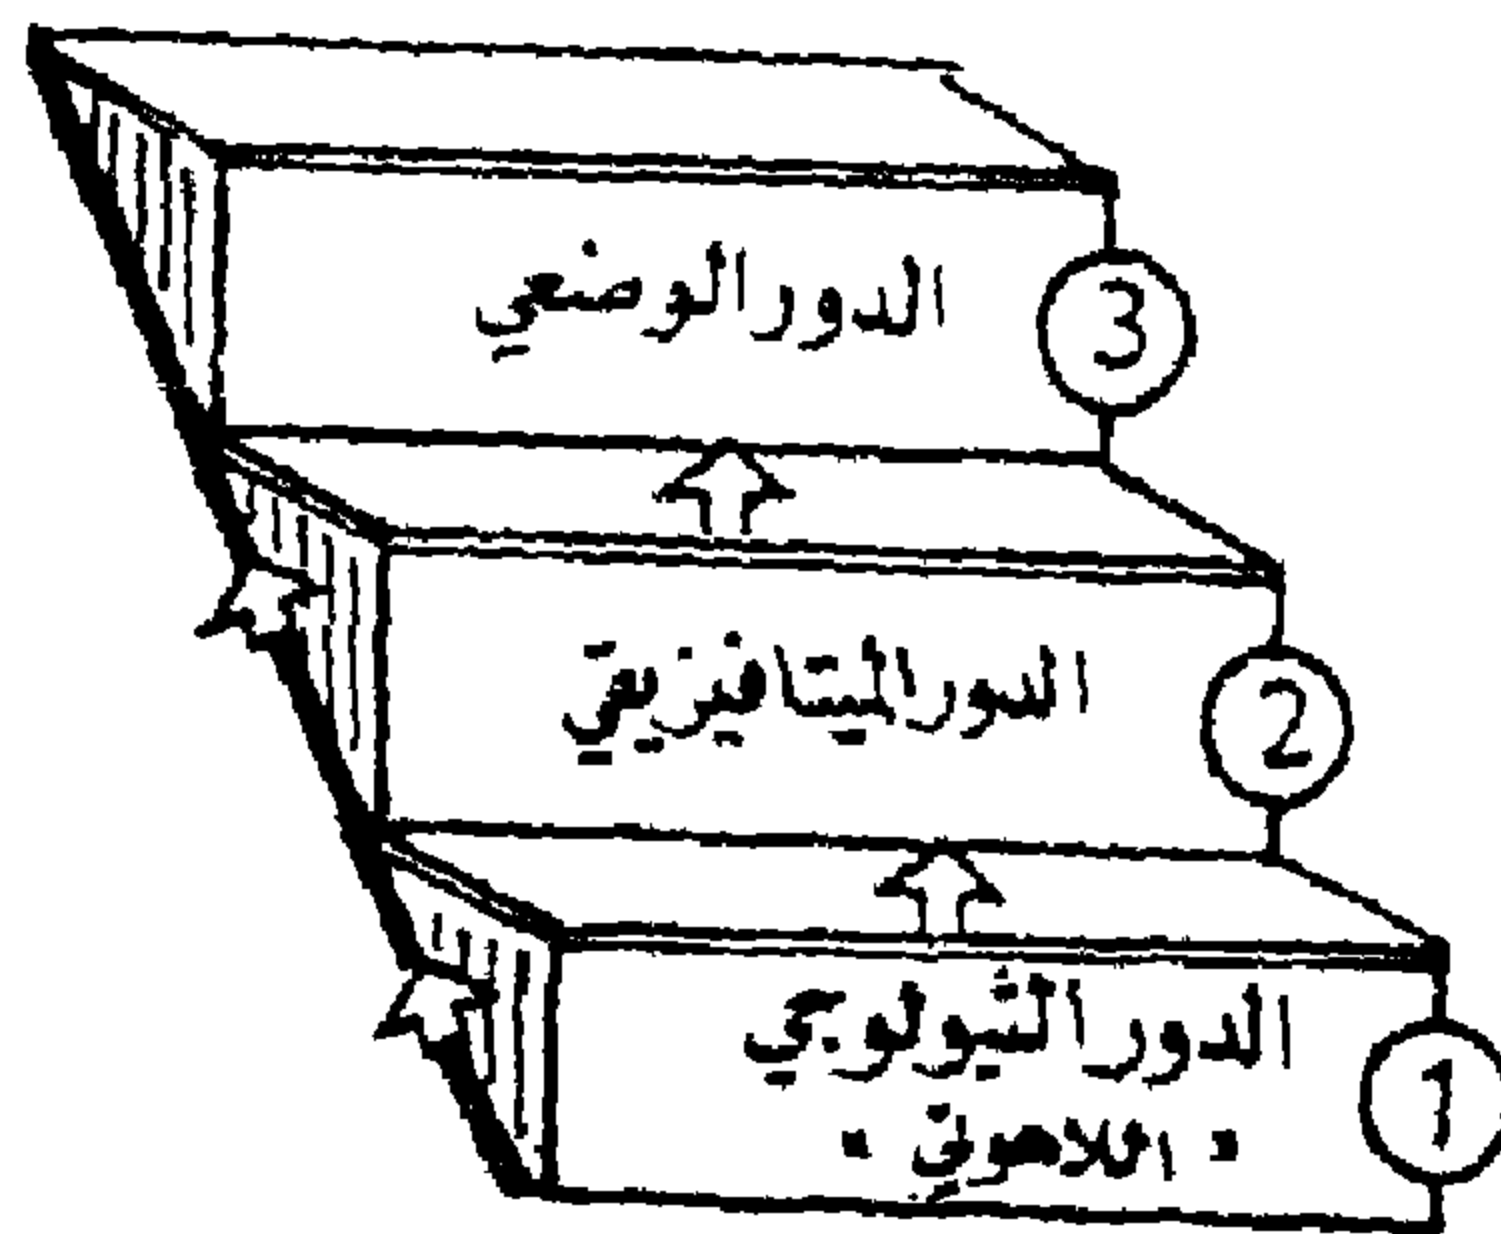 الدور الوضعي
3
الدور الميتافيزيقي
2
الدور الثيولوجي
1
" اللاهوتي "